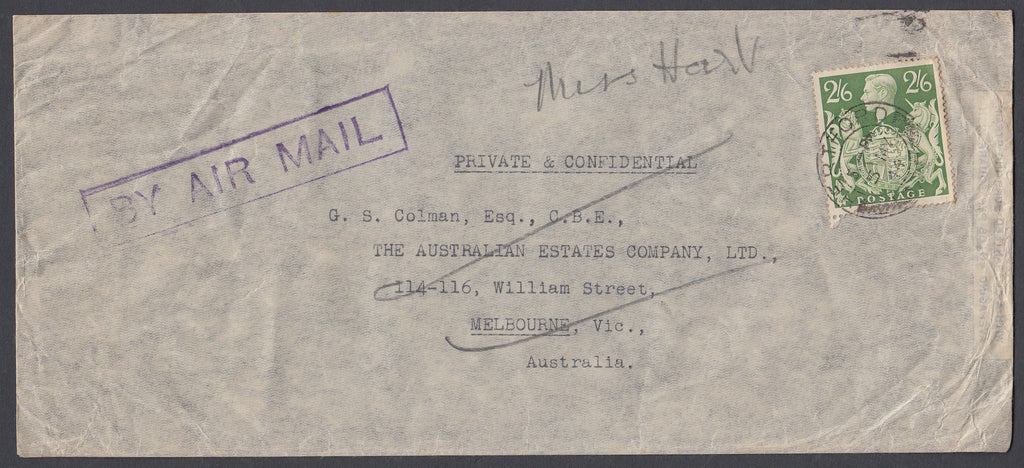 Miss Hart
2/6 2/6
POSTAGE
BY AIR MAIL
PRIVATE & CONFIDENTIAL
G. S. Colman, Esq., C.B.E.,
THE AUSTRALIAN ESTATES COMPANY, LTD.,
114-116, William Street,
MELBOURNE, Vic.,
Australia.